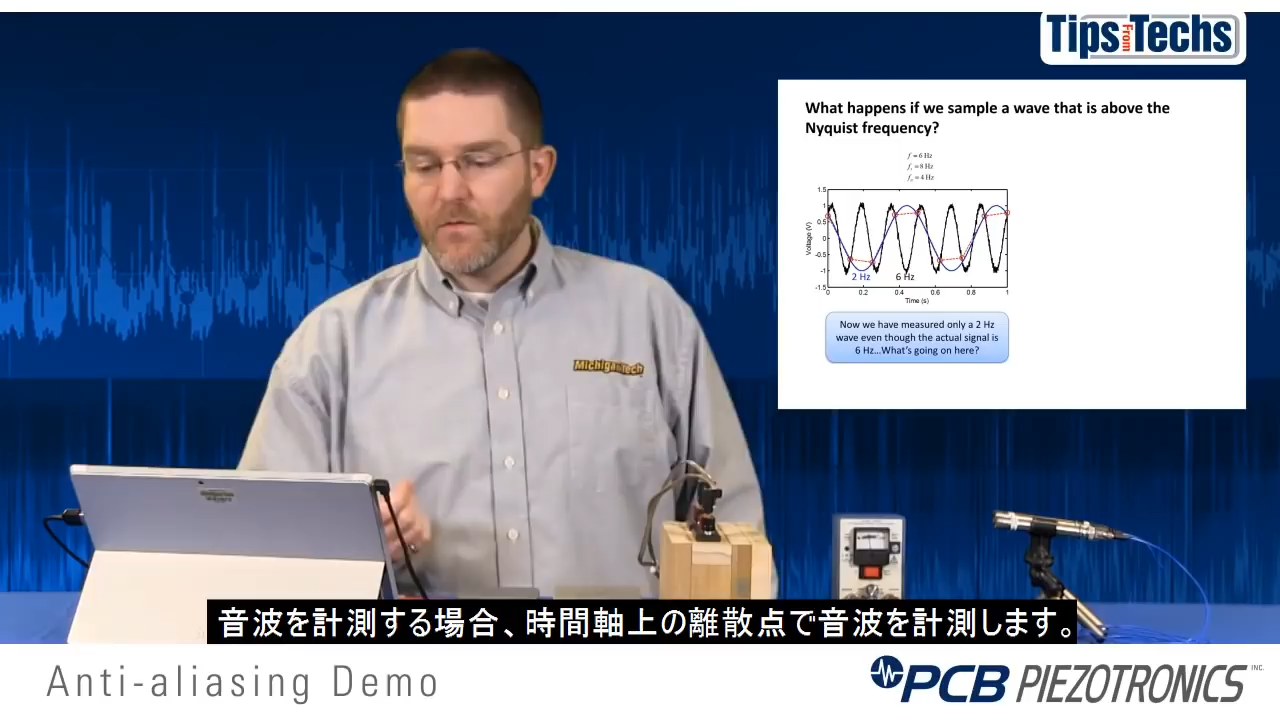 Tips From Techs
What happens if we sample a wave that is above the
Nyquist frequency?
f = 6 Hz
fs = 8 Hz
fn = 4 Hz
1.5
1
0.5
0
-0.5
-1
-1.5
Voltage (V)
2 Hz
6 Hz
0 0.2 0.4 0.6 0.8 1
Time (s)
Now we have measured only a 2 Hz
wave even though the actual signal is
6 Hz...What's going on here?
MichiganTech
音波を計測する場合、時間軸上の離散点で音波を計測します。
Anti-aliasing Demo
PCB PIEZOTRONICS INC.